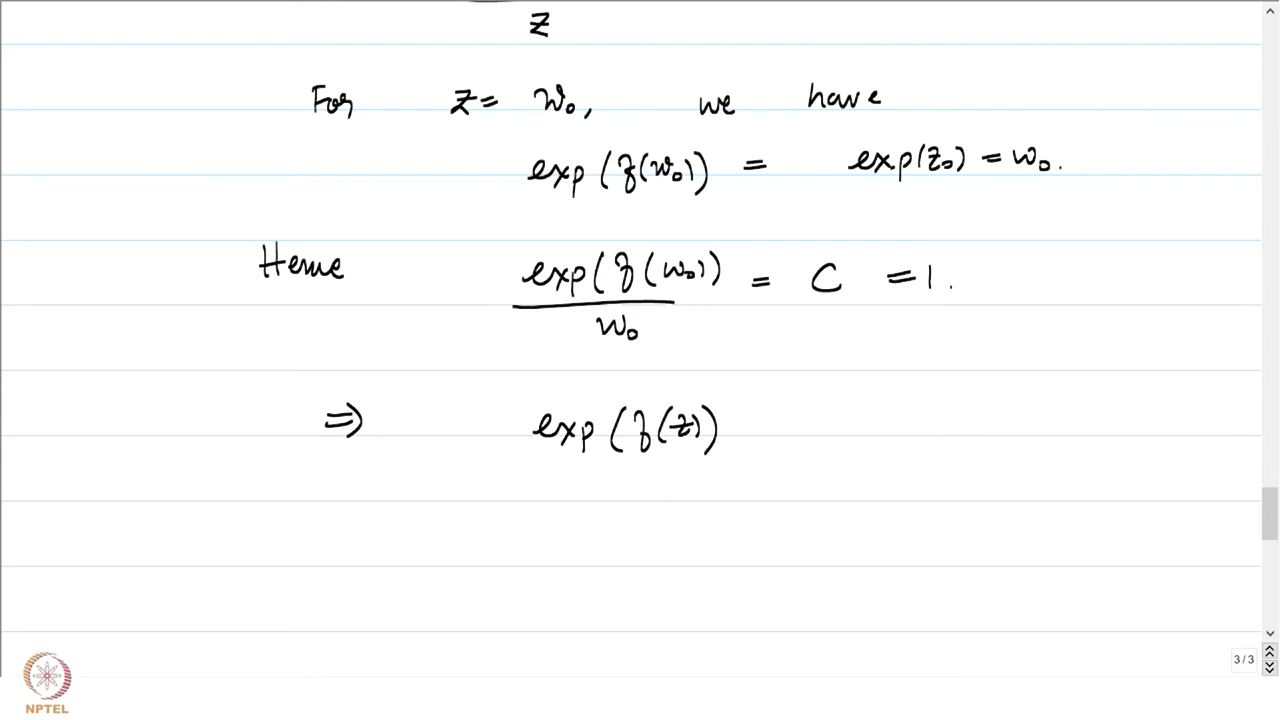 z
For z = w₀, we have
exp(f(w₀)) = exp(z₀) = w₀.
Hence exp(f(w₀)) = C = 1.
w₀
⇒ exp(f(z))
3/3
NPTEL